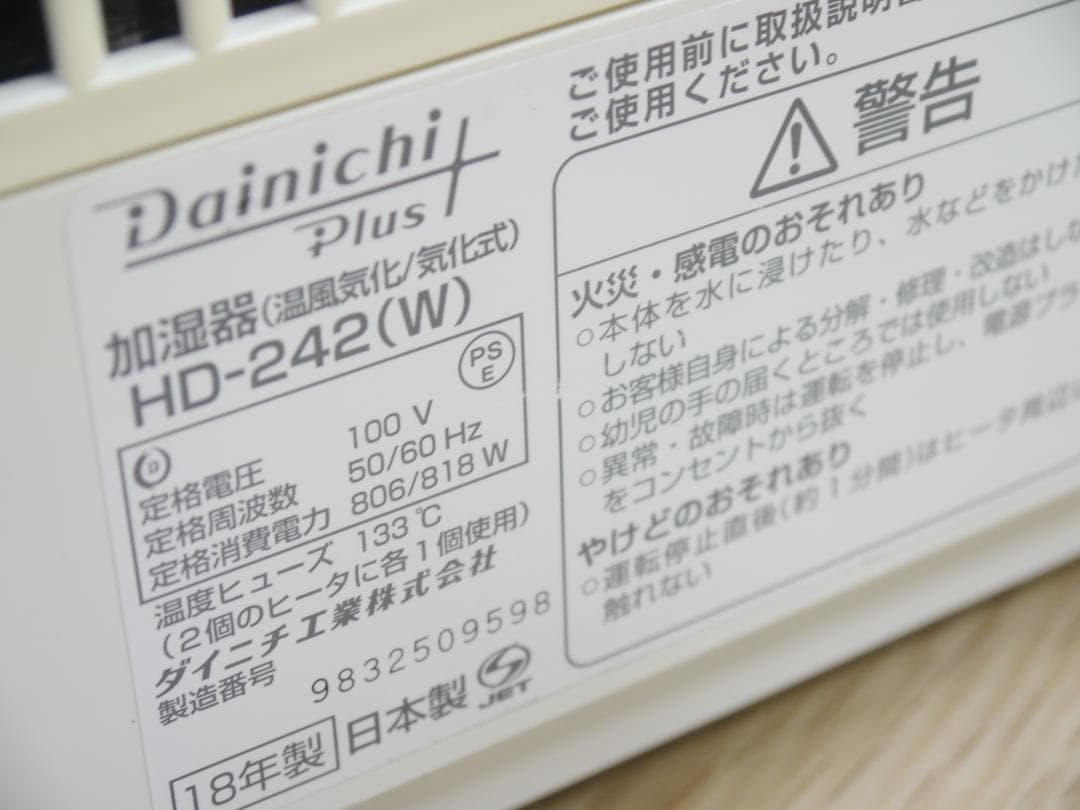 Dainichi
Plus
加湿器(温風気化/気化式)
HD-242(W)
PS
E
D
定格電圧 100 V
定格周波数 50/60 Hz
定格消費電力 806/818 W
温度ヒューズ 133℃
(2個のヒータに各1個使用)
ダイニチ工業株式会社
製造番号 9832509598
18年製 日本製
JET
ご使用前に取扱説明書
ご使用ください。
警告
火災・感電のおそれあり
○本体を水に浸けたり、水などをかけた
しない
○お客様自身による分解・修理・改造はしな
○幼児の手の届くところでは使用しない
○異常・故障時は運転を停止し、電源プラ
をコンセントから抜く
やけどのおそれあり
○運転停止直後(約1分間)はヒータ周辺
触れない